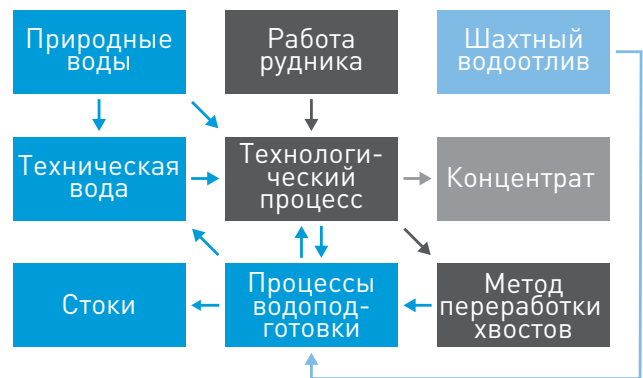 Природные
воды
Работа
рудника
Шахтный
водоотлив
Техническая
вода
Технологи-
ческий
процесс
Концентрат
Стоки
Процессы
водопод-
готовки
Метод
переработки
хвостов